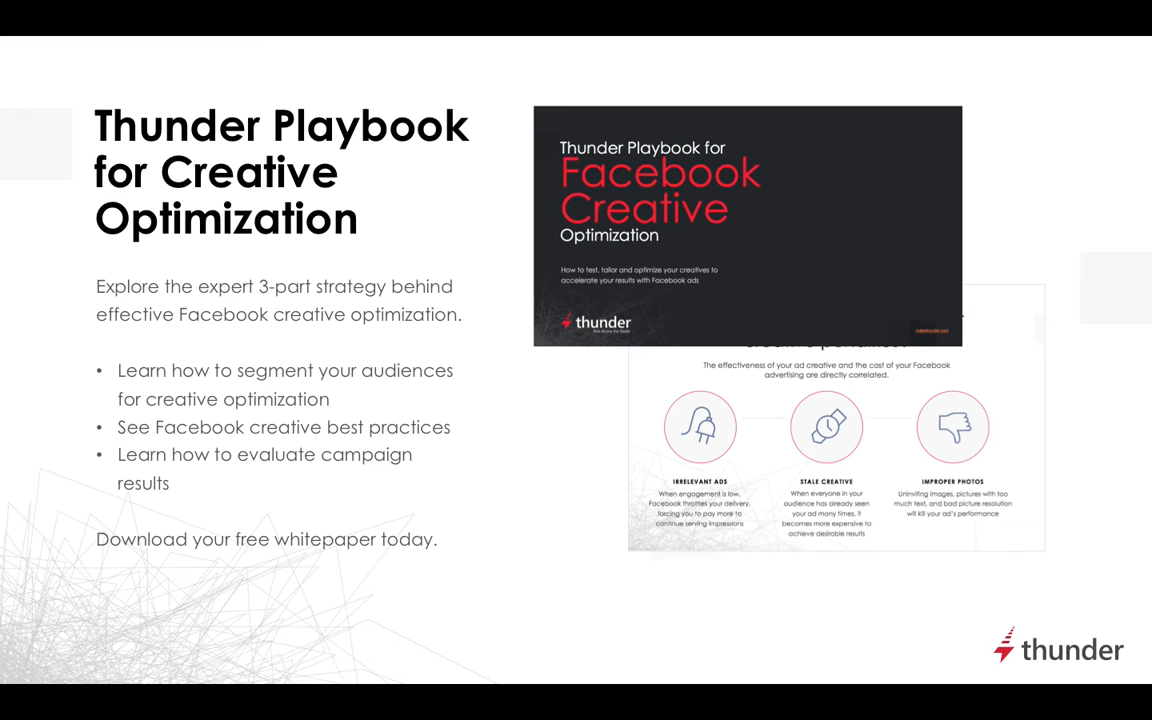 Thunder Playbook
for Creative
Optimization
Explore the expert 3-part strategy behind
effective Facebook creative optimization.
• Learn how to segment your audiences
for creative optimization
• See Facebook creative best practices
• Learn how to evaluate campaign
results
Download your free whitepaper today.
Thunder Playbook for
Facebook
Creative
Optimization
How to test, tailor and optimize your creatives to
accelerate your results with Facebook ads
thunder
The effectiveness of your ad creative and the cost of your Facebook
advertising are directly correlated.
IRRELEVANT ADS
When engagement is low,
Facebook throttles your delivery,
forcing you to pay more to
continue serving impressions
STALE CREATIVE
When everyone in your
audience has already seen
your ad many times, it
becomes more expensive to
achieve desirable results
IMPROPER PHOTOS
Uninviting images, pictures with too
much text, and bad picture resolution
will kill your ad's performance
thunder